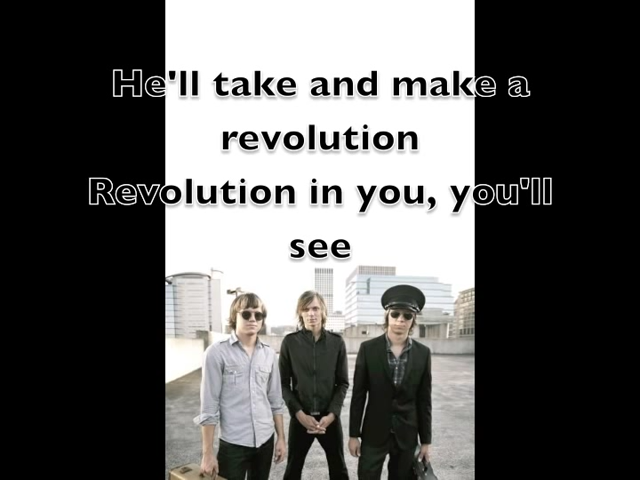 He'll take and make a
revolution
Revolution in you, you'll
see